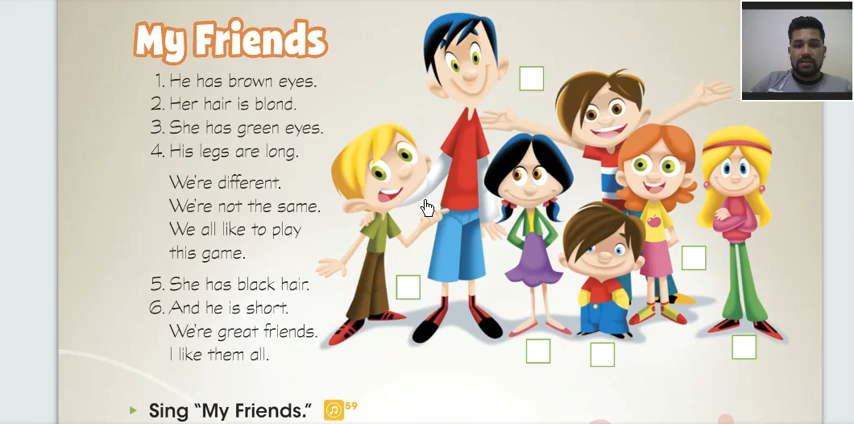 My Friends
1. He has brown eyes.
2. Her hair is blond.
3. She has green eyes.
4. His legs are long.
We're different.
We're not the same.
We all like to play
this game.
5. She has black hair.
6. And he is short.
We're great friends.
I like them all.
Sing "My Friends." 59